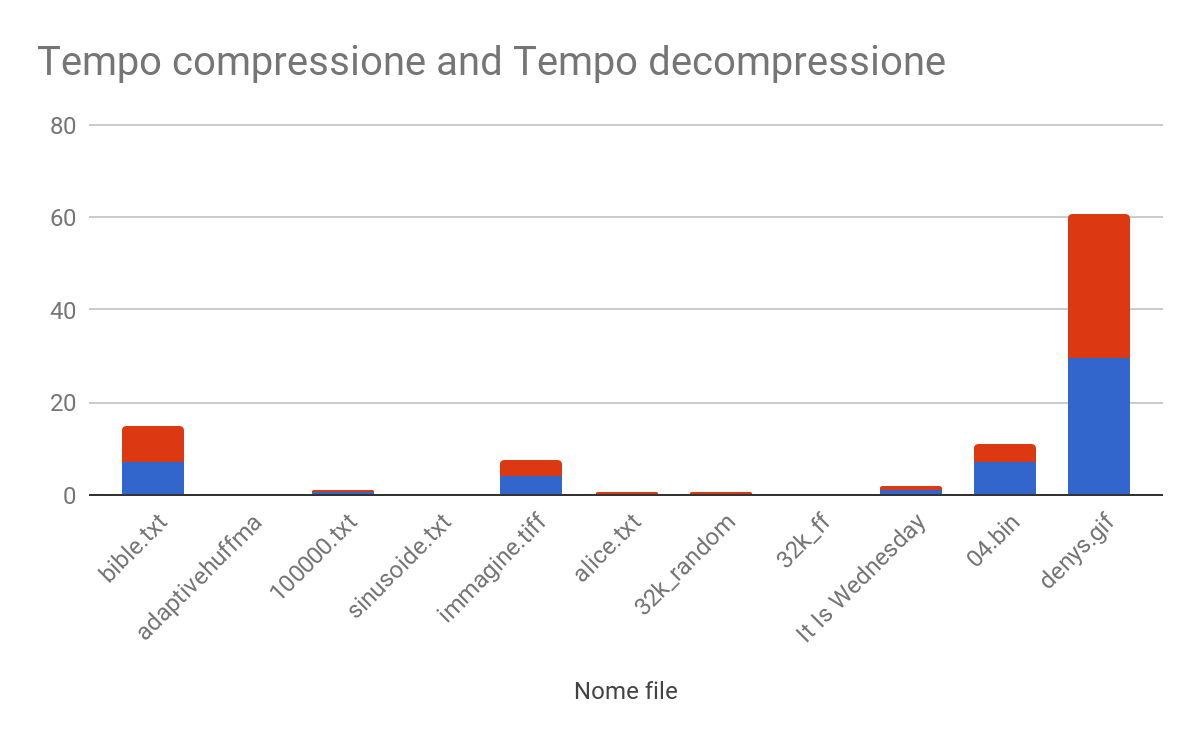 Tempo compressione and Tempo decompressione
80
60
40
20
0
bible.txt
adaptivehuffma
100000.txt
sinusoide.txt
immagine.tiff
alice.txt
32k_random
32k_ff
It Is Wednesday
04.bin
denys.gif
Nome file